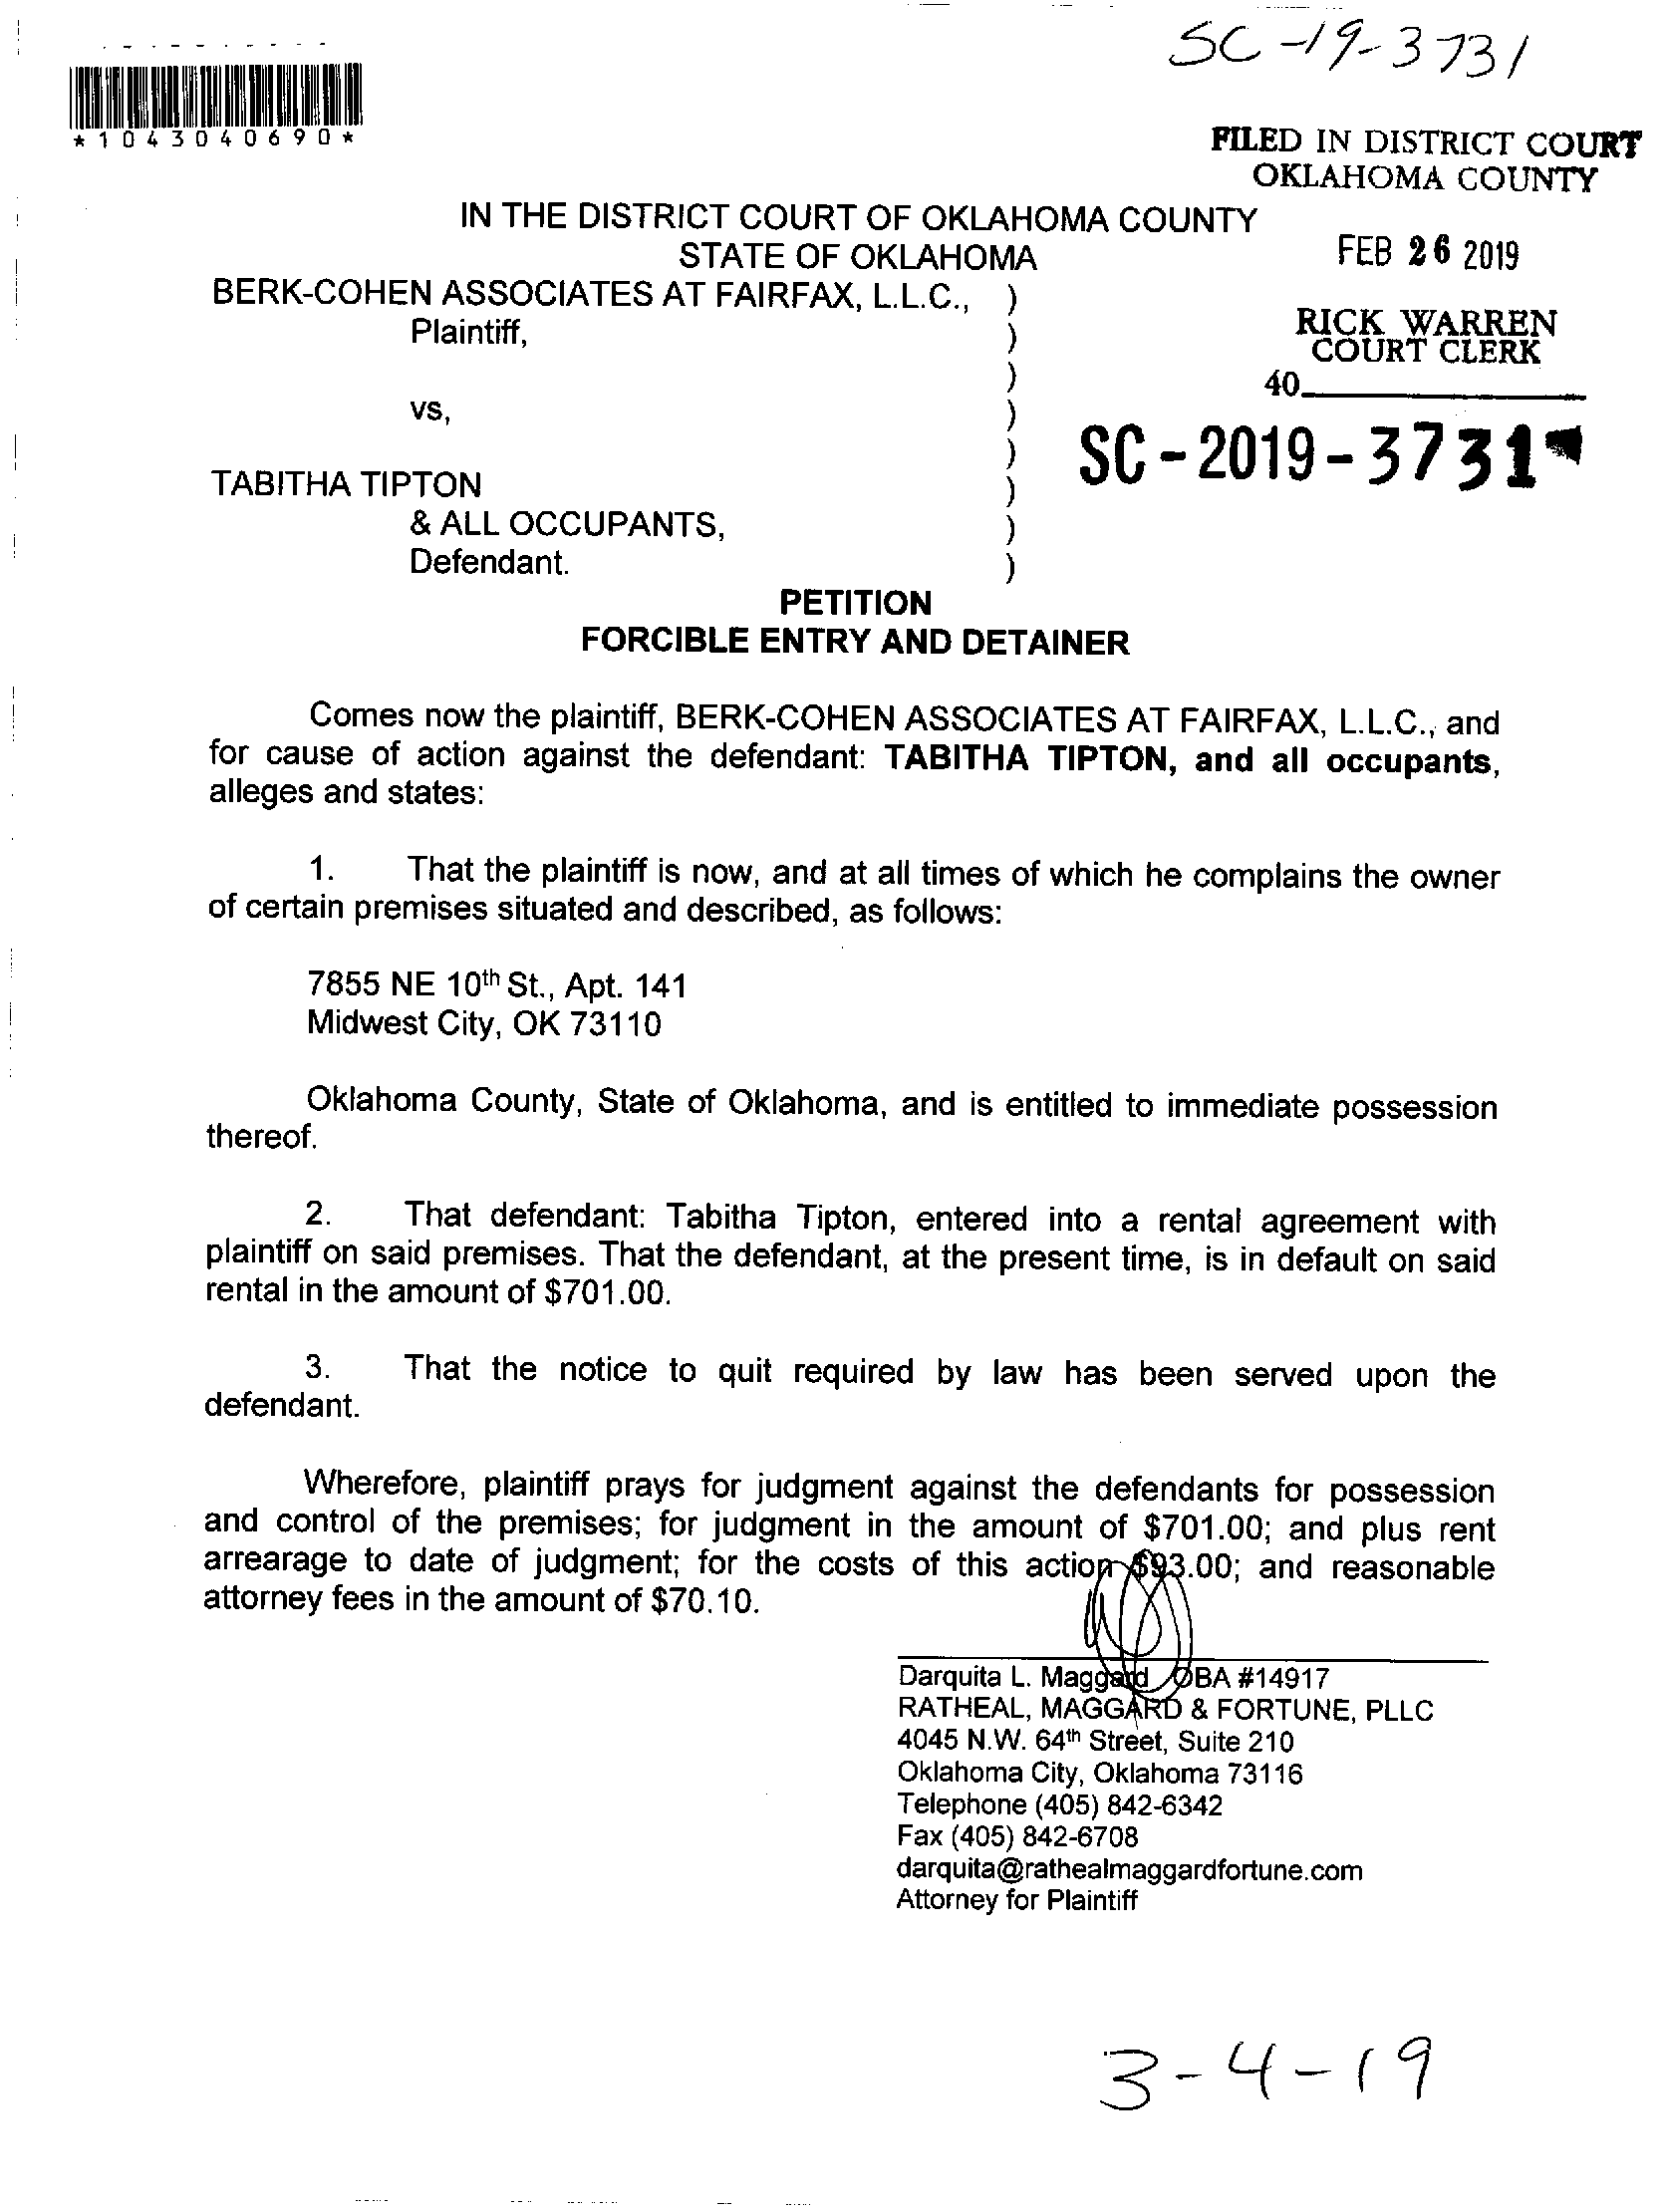 SC-19-3731
*1043040690*
FILED IN DISTRICT COURT
OKLAHOMA COUNTY
IN THE DISTRICT COURT OF OKLAHOMA COUNTY
STATE OF OKLAHOMA
FEB 26 2019
BERK-COHEN ASSOCIATES AT FAIRFAX, L.L.C., )
Plaintiff, )
RICK WARREN
COURT CLERK
)
40
vs, )
)
SC-2019-3731
TABITHA TIPTON )
& ALL OCCUPANTS, )
Defendant. )
PETITION
FORCIBLE ENTRY AND DETAINER
Comes now the plaintiff, BERK-COHEN ASSOCIATES AT FAIRFAX, L.L.C., and
for cause of action against the defendant: TABITHA TIPTON, and all occupants,
alleges and states:
1. That the plaintiff is now, and at all times of which he complains the owner
of certain premises situated and described, as follows:
7855 NE 10th St., Apt. 141
Midwest City, OK 73110
Oklahoma County, State of Oklahoma, and is entitled to immediate possession
thereof.
2. That defendant: Tabitha Tipton, entered into a rental agreement with
plaintiff on said premises. That the defendant, at the present time, is in default on said
rental in the amount of $701.00.
3. That the notice to quit required by law has been served upon the
defendant.
Wherefore, plaintiff prays for judgment against the defendants for possession
and control of the premises; for judgment in the amount of $701.00; and plus rent
arrearage to date of judgment; for the costs of this action $93.00; and reasonable
attorney fees in the amount of $70.10.
Darquita L. Maggard OBA #14917
RATHEAL, MAGGARD & FORTUNE, PLLC
4045 N.W. 64th Street, Suite 210
Oklahoma City, Oklahoma 73116
Telephone (405) 842-6342
Fax (405) 842-6708
darquita@rathealmaggardfortune.com
Attorney for Plaintiff
3-4-19